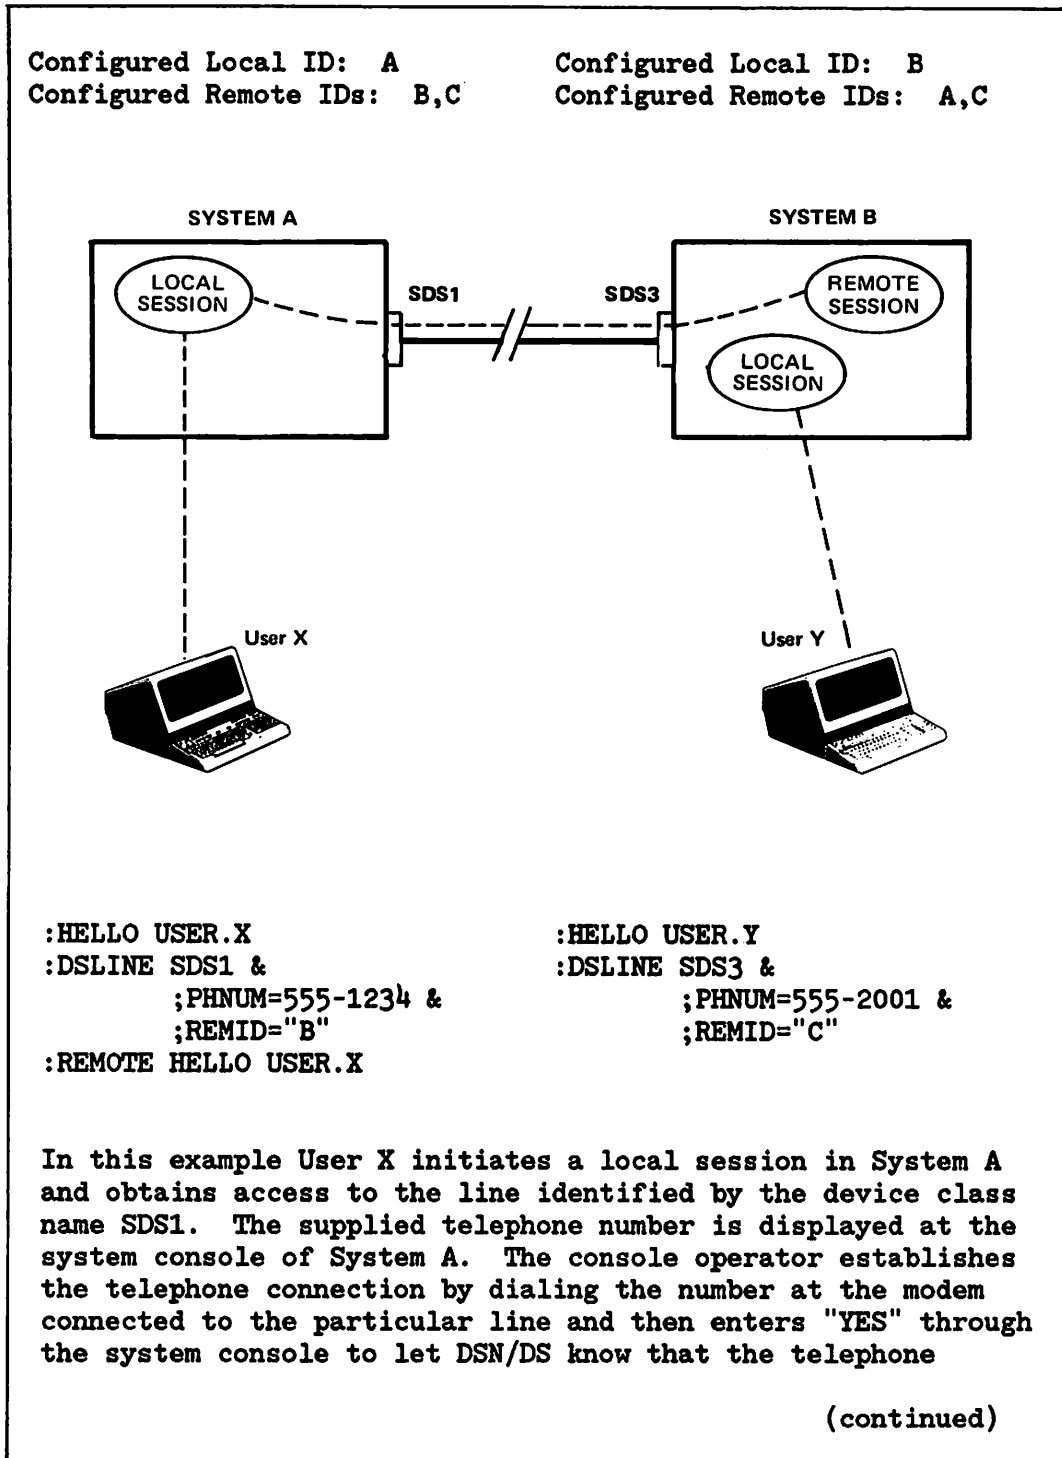 Configured Local ID:  A
Configured Remote IDs:  B,C
Configured Local ID:  B
Configured Remote IDs:  A,C
SYSTEM A
SYSTEM B
LOCAL
SESSION
SDS1
SDS3
REMOTE
SESSION
LOCAL
SESSION
User X
User Y
:HELLO USER.X
:DSLINE SDS1 &
;PHNUM=555-1234 &
;REMID="B"
:REMOTE HELLO USER.X
:HELLO USER.Y
:DSLINE SDS3 &
;PHNUM=555-2001 &
;REMID="C"
In this example User X initiates a local session in System A
and obtains access to the line identified by the device class
name SDS1.  The supplied telephone number is displayed at the
system console of System A.  The console operator establishes
the telephone connection by dialing the number at the modem
connected to the particular line and then enters "YES" through
the system console to let DSN/DS know that the telephone
(continued)